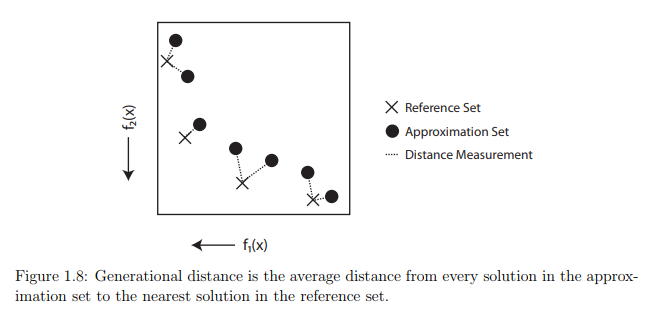 f₂(x)
Reference Set
Approximation Set
Distance Measurement
f₁(x)
Figure 1.8: Generational distance is the average distance from every solution in the approx-
imation set to the nearest solution in the reference set.